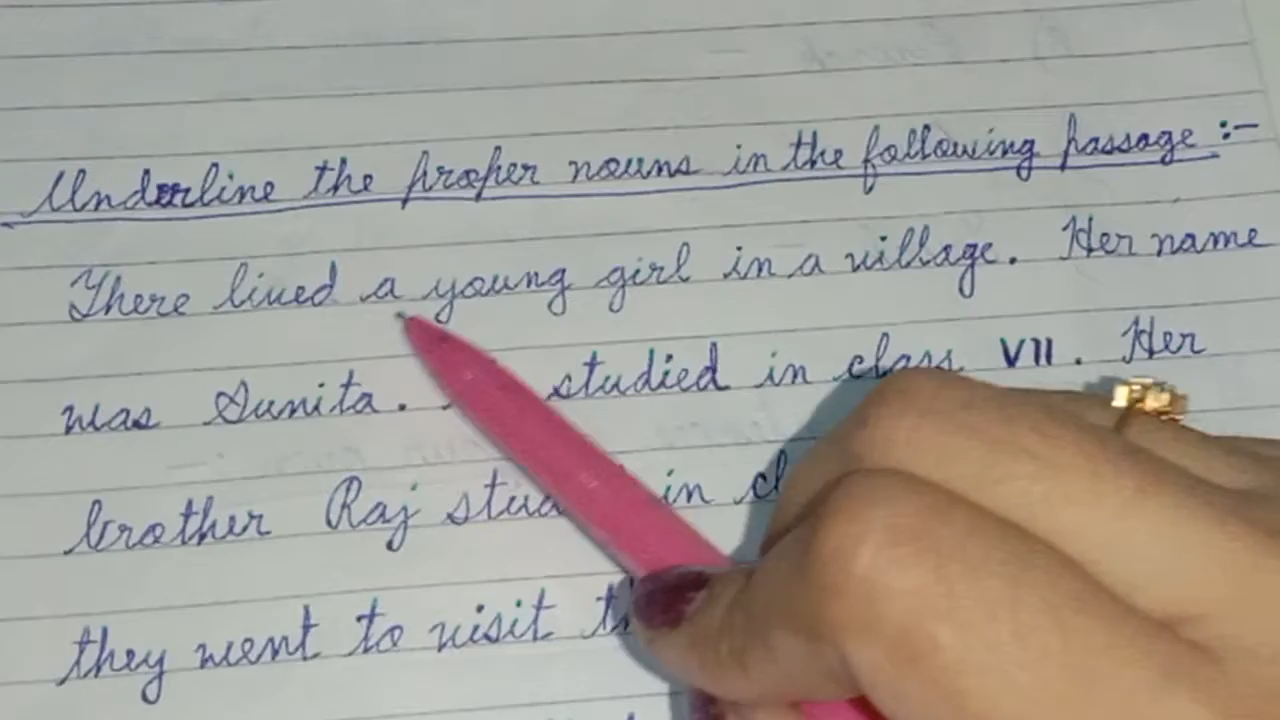 Underline the proper nouns in the following passage :-
There lived a young girl in a village. Her name
was Sunita. studied in class VII. Her
brother Raj in
they went to visit